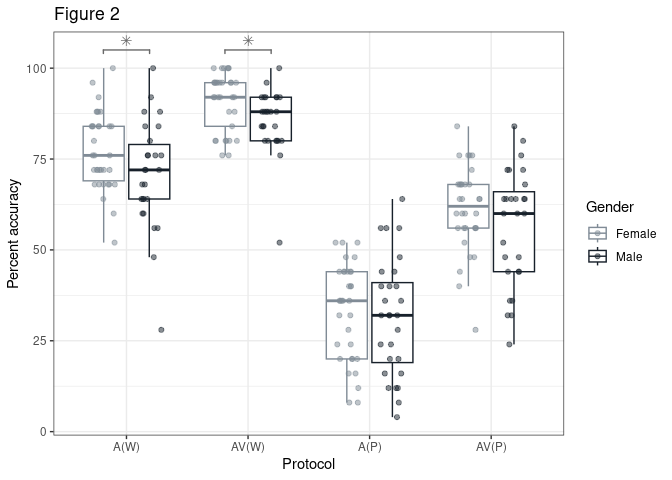 Figure 2
* *
100
75
50
25
0
Percent accuracy
A(W) AV(W) A(P) AV(P)
Protocol
Gender
Female
Male